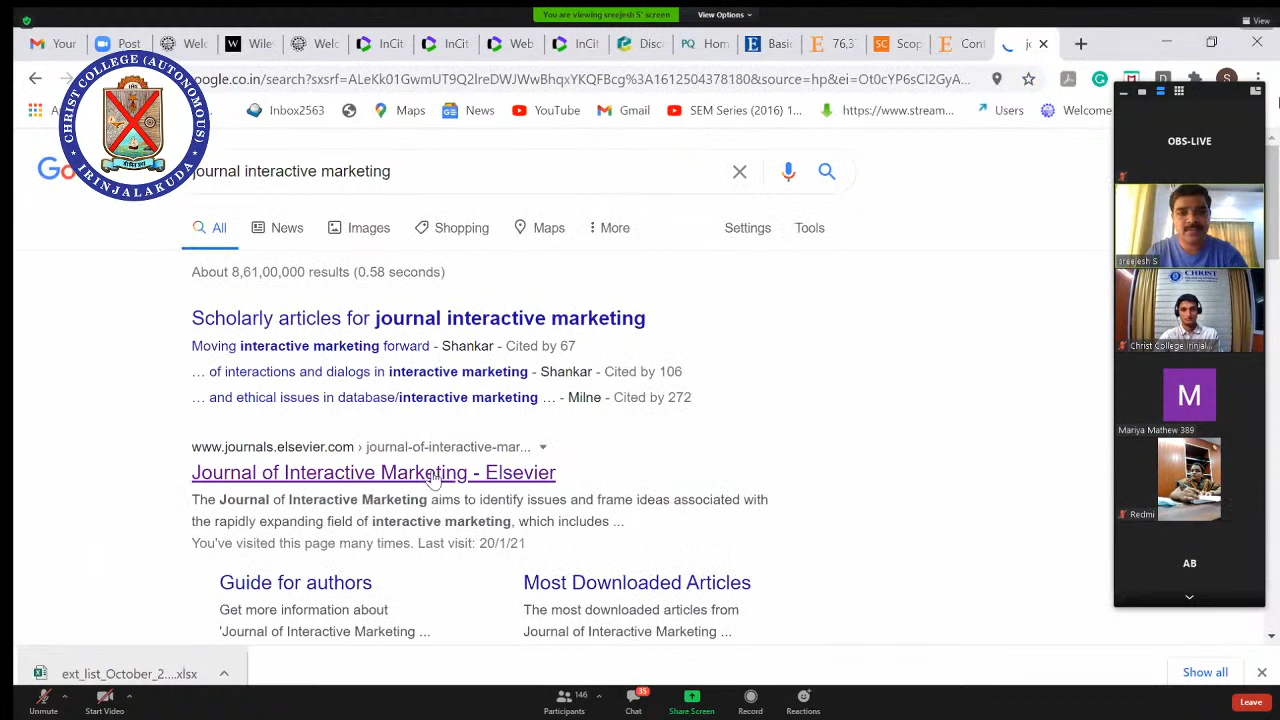 You are viewing sreejesh S' screen
View Options
View
Your
Post
Welc
Wile
Welc
InCit
InCit
Web
InCit
Disc
PQ Hom
Basic
76,3
SC Scop
Cont
google.co.in/search?sxsrf=ALeKk01GwmUT9Q2lreDWJWwBhqxYKQFBcg%3A1612504378180&source=hp&ei=Ot0cYP6sCI2GyA...
Inbox2563
Maps
News
YouTube
Gmail
SEM Series (2016) 1...
https://www.stream...
Users
Welcome
CHRIST COLLEGE (AUTONOMOUS)
IRINJALAKUDA
journal interactive marketing
All
News
Images
Shopping
Maps
More
Settings
Tools
About 8,61,00,000 results (0.58 seconds)
Scholarly articles for journal interactive marketing
Moving interactive marketing forward - Shankar - Cited by 67
... of interactions and dialogs in interactive marketing - Shankar - Cited by 106
... and ethical issues in database/interactive marketing ... - Milne - Cited by 272
www.journals.elsevier.com › journal-of-interactive-mar...
Journal of Interactive Marketing - Elsevier
The Journal of Interactive Marketing aims to identify issues and frame ideas associated with
the rapidly expanding field of interactive marketing, which includes ...
You've visited this page many times. Last visit: 20/1/21
Guide for authors
Get more information about
'Journal of Interactive Marketing ...
Most Downloaded Articles
The most downloaded articles from
Journal of Interactive Marketing ...
OBS-LIVE
sreejesh S
CHRIST
Christ College Irinjal...
M
Mariya Mathew 389
Redmi
AB
ext_list_October_2....xlsx
Show all
Unmute
Start Video
146
Participants
35
Chat
Share Screen
Record
Reactions
Leave